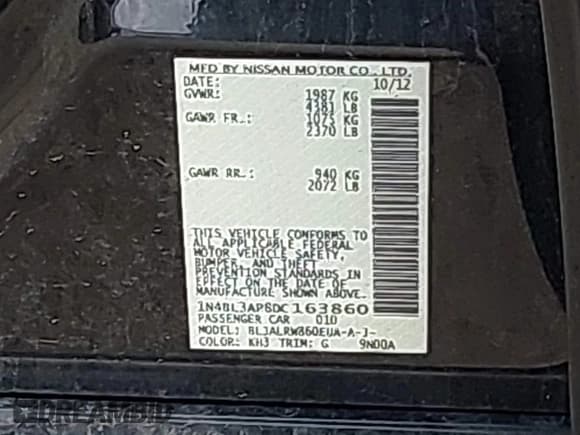 MFD BY NISSAN MOTOR CO., LTD.
DATE: 10/12
GVWR: 1987 KG
4381 LB
GAWR FR.: 1075 KG
2370 LB
GAWR RR.: 940 KG
2072 LB
THIS VEHICLE CONFORMS TO
ALL APPLICABLE FEDERAL
MOTOR VEHICLE SAFETY,
BUMPER, AND THEFT
PREVENTION STANDARDS IN
EFFECT ON THE DATE OF
MANUFACTURE SHOWN ABOVE.
1N4BL3AP8DC163860
PASSENGER CAR 010
MODEL: BL3ALRW860EUA-A-J-
COLOR: KH3 TRIM: G 9N00A
DREAMBID